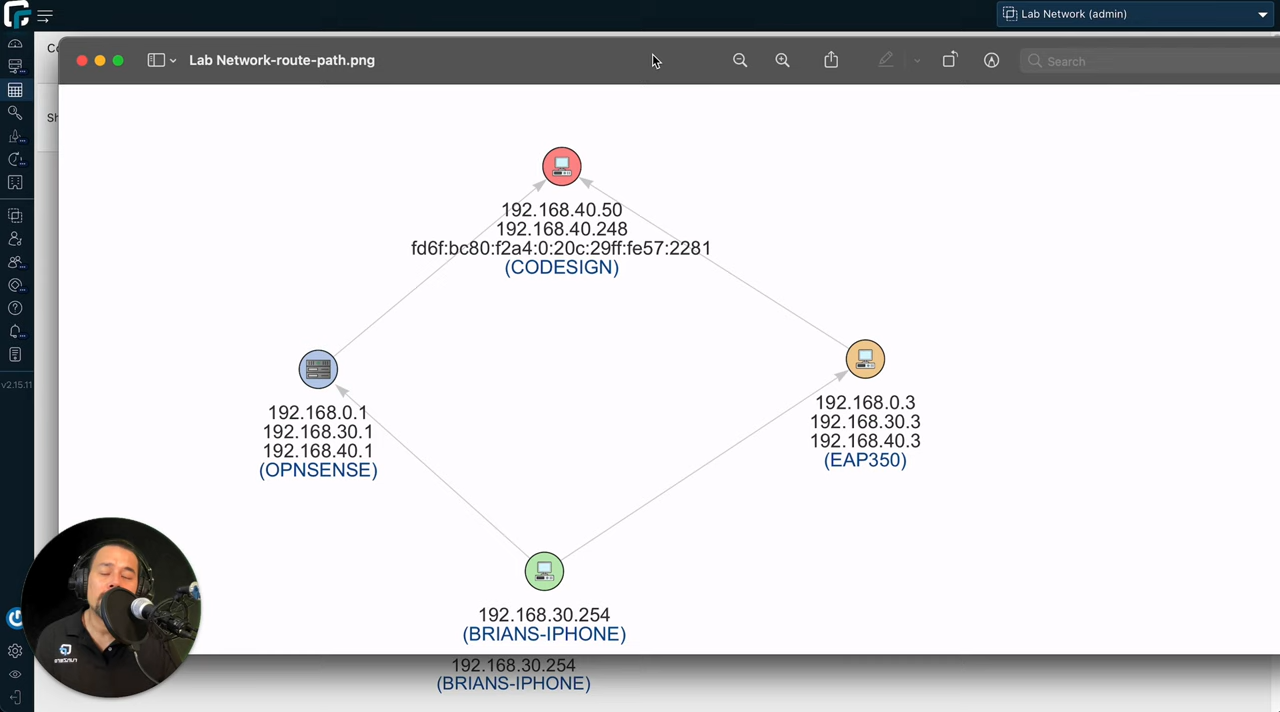 Lab Network (admin)
Lab Network-route-path.png
Search
192.168.40.50
192.168.40.248
fd6f:bc80:f2a4:0:20c:29ff:fe57:2281
(CODESIGN)
192.168.0.1
192.168.30.1
192.168.40.1
(OPNSENSE)
192.168.0.3
192.168.30.3
192.168.40.3
(EAP350)
v2.15.11
192.168.30.254
(BRIANS-IPHONE)
192.168.30.254
(BRIANS-IPHONE)